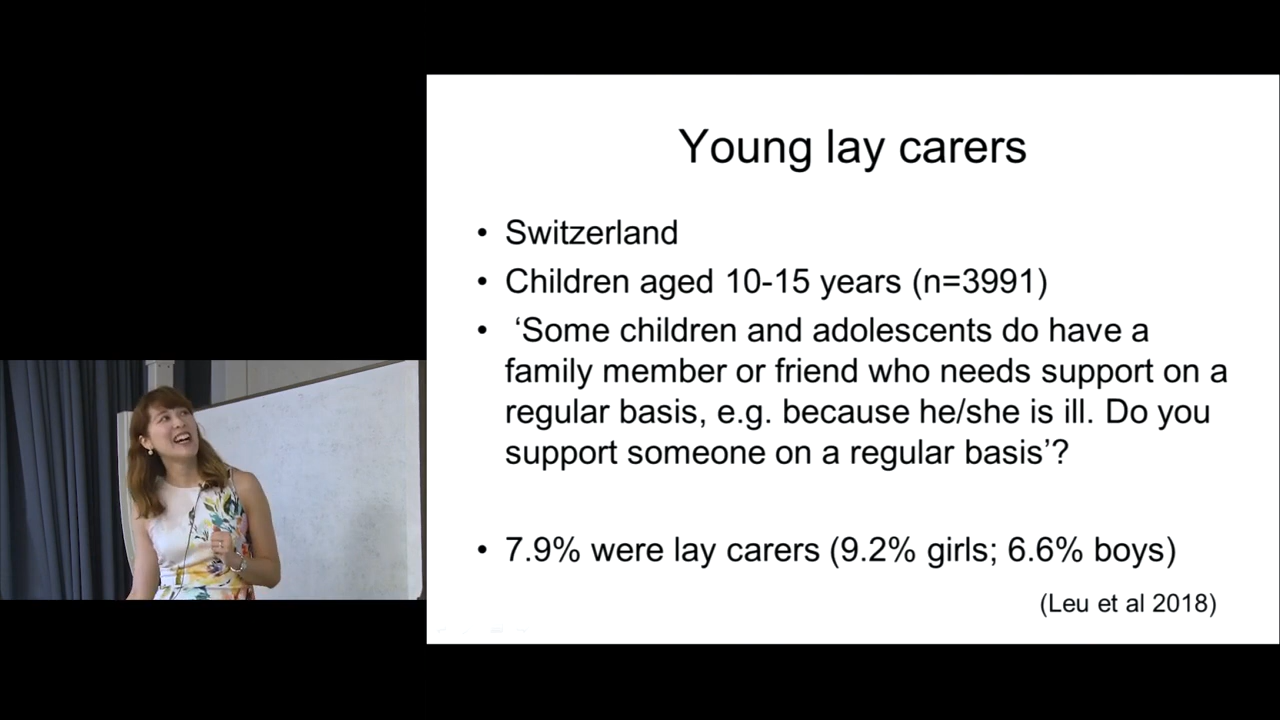 Young lay carers
• Switzerland
• Children aged 10-15 years (n=3991)
• ‘Some children and adolescents do have a
family member or friend who needs support on a
regular basis, e.g. because he/she is ill. Do you
support someone on a regular basis’?
• 7.9% were lay carers (9.2% girls; 6.6% boys)
(Leu et al 2018)